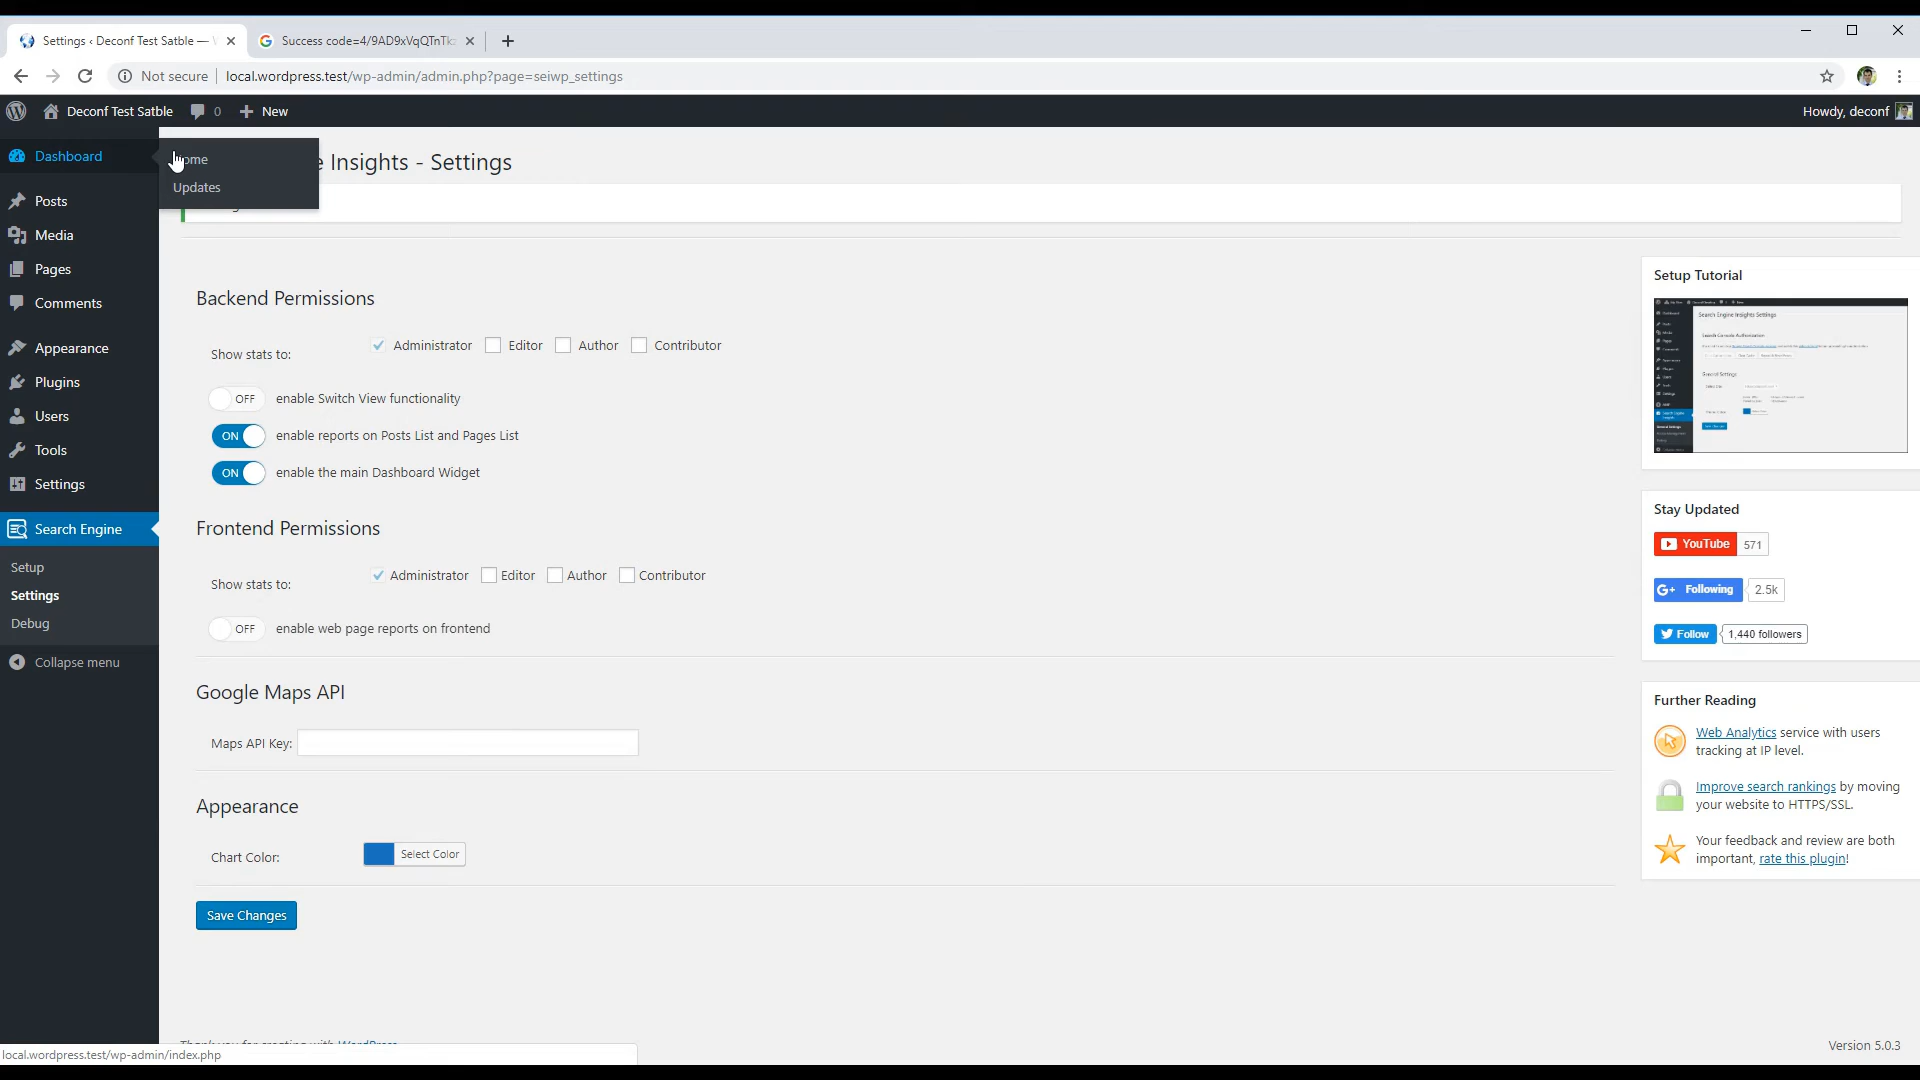 Settings ‹ Deconf Test Satble —
Success code=4/9AD9xVqQTnTk
Not secure
local.wordpress.test/wp-admin/admin.php?page=seiwp_settings
Deconf Test Satble
0
New
Howdy, deconf
Dashboard
Updates
Insights - Settings
Posts
Media
Pages
Comments
Appearance
Plugins
Users
Tools
Settings
Search Engine
Setup
Settings
Debug
Collapse menu
Backend Permissions
Show stats to:
Administrator
Editor
Author
Contributor
OFF
enable Switch View functionality
ON
enable reports on Posts List and Pages List
ON
enable the main Dashboard Widget
Frontend Permissions
Show stats to:
Administrator
Editor
Author
Contributor
OFF
enable web page reports on frontend
Google Maps API
Maps API Key:
Appearance
Chart Color:
Select Color
Save Changes
Setup Tutorial
Search Engine Insights Settings
Stay Updated
YouTube
571
G+ Following
2.5k
Follow
1,440 followers
Further Reading
Web Analytics service with users
tracking at IP level.
Improve search rankings by moving
your website to HTTPS/SSL.
Your feedback and review are both
important, rate this plugin!
local.wordpress.test/wp-admin/index.php
Version 5.0.3